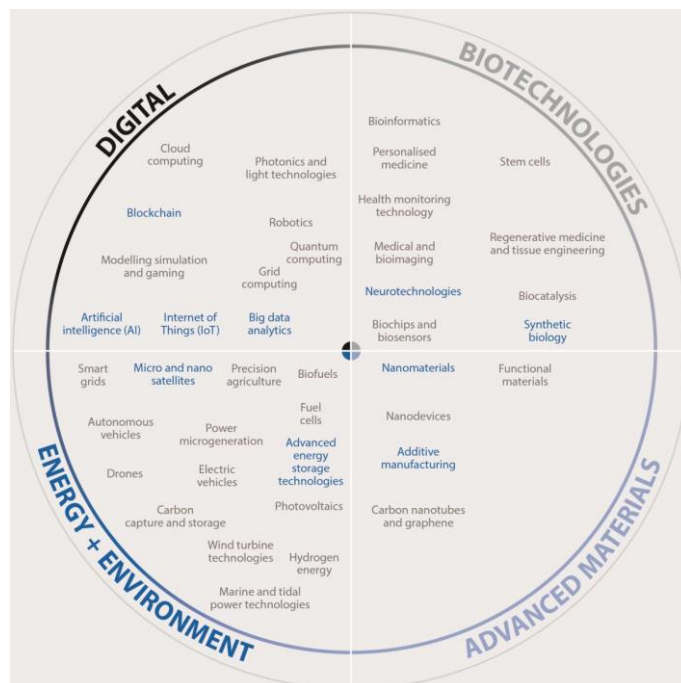 DIGITAL
Cloud
computing
Photonics and
light technologies
Blockchain
Robotics
Quantum
computing
Modelling simulation
and gaming
Grid
computing
Artificial
intelligence (AI)
Internet of
Things (IoT)
Big data
analytics
BIOTECHNOLOGIES
Bioinformatics
Personalised
medicine
Stem cells
Health monitoring
technology
Medical and
bioimaging
Regenerative medicine
and tissue engineering
Neurotechnologies
Biocatalysis
Biochips and
biosensors
Synthetic
biology
ENERGY + ENVIRONMENT
Smart
grids
Micro and nano
satellites
Precision
agriculture
Biofuels
Autonomous
vehicles
Power
microgeneration
Fuel
cells
Advanced
energy
storage
technologies
Drones
Electric
vehicles
Carbon
capture and storage
Photovoltaics
Wind turbine
technologies
Hydrogen
energy
Marine and tidal
power technologies
ADVANCED MATERIALS
Nanomaterials
Functional
materials
Nanodevices
Additive
manufacturing
Carbon nanotubes
and graphene